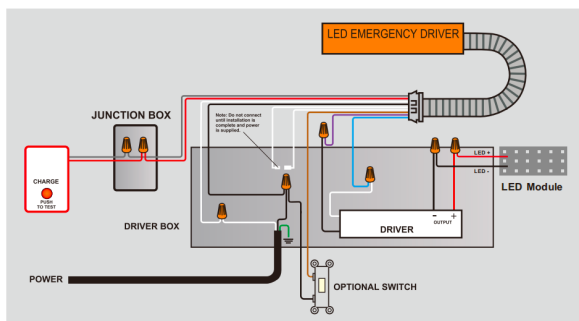 LED EMERGENCY DRIVER
JUNCTION BOX
Note: Do not connect
until installation is
complete and power
is supplied.
CHARGE
PUSH
TO TEST
LED +
LED -
LED Module
- +
OUTPUT
DRIVER
DRIVER BOX
POWER
OPTIONAL SWITCH